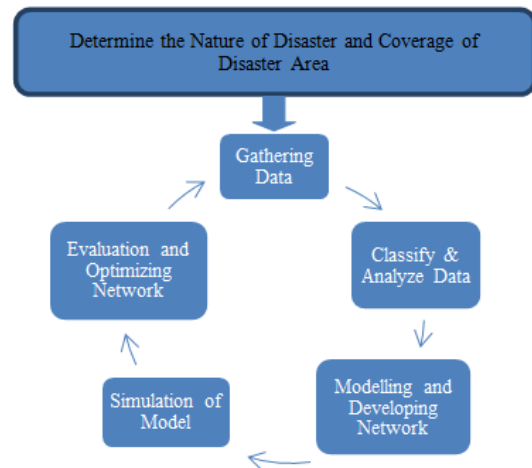 Determine the Nature of Disaster and Coverage of
Disaster Area
Gathering
Data
Classify &
Analyze Data
Modelling and
Developing
Network
Simulation of
Model
Evaluation and
Optimizing
Network